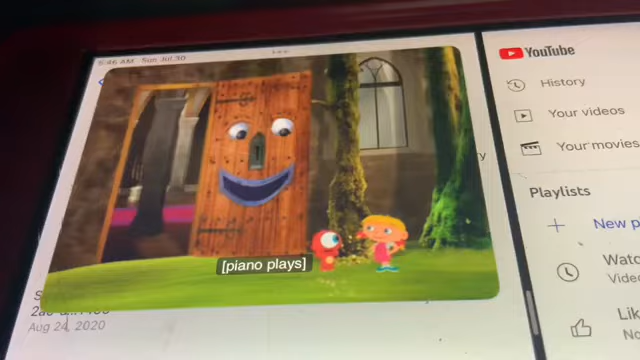 5:46 AM Sun Jul 30
YouTube
History
Your videos
Your movies
Playlists
New p
Watc
Video
Lik
No
[piano plays]
Aug 24, 2020